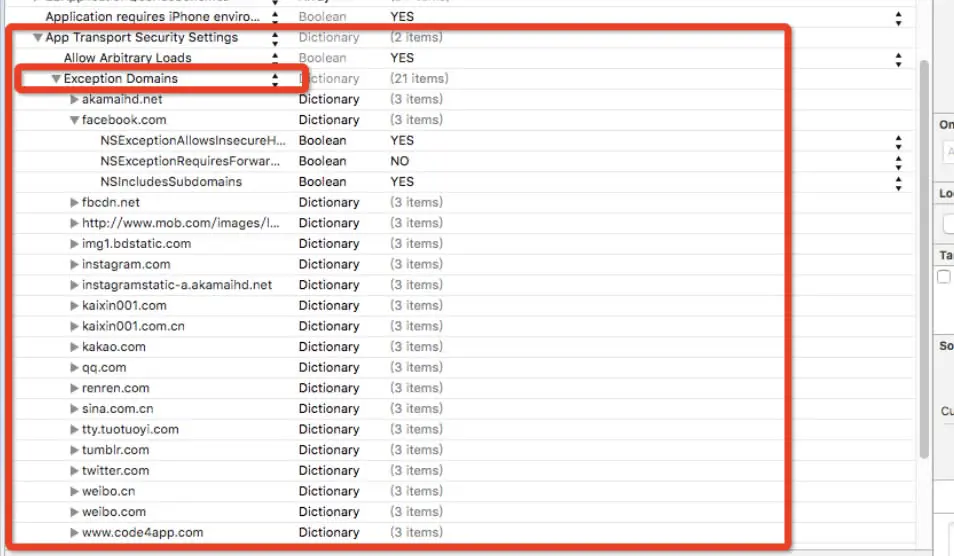 Application requires iPhone enviro... Boolean YES
App Transport Security Settings Dictionary (2 items)
Allow Arbitrary Loads Boolean YES
Exception Domains Dictionary (21 items)
akamaihd.net Dictionary (3 items)
facebook.com Dictionary (3 items)
NSExceptionAllowsInsecureH... Boolean YES
NSExceptionRequiresForwar... Boolean NO
NSIncludesSubdomains Boolean YES
fbcdn.net Dictionary (3 items)
http://www.mob.com/images/l... Dictionary (3 items)
img1.bdstatic.com Dictionary (3 items)
instagram.com Dictionary (3 items)
instagramstatic-a.akamaihd.net Dictionary (3 items)
kaixin001.com Dictionary (3 items)
kaixin001.com.cn Dictionary (3 items)
kakao.com Dictionary (3 items)
qq.com Dictionary (3 items)
renren.com Dictionary (3 items)
sina.com.cn Dictionary (3 items)
tty.tuotuoyi.com Dictionary (3 items)
tumblr.com Dictionary (3 items)
twitter.com Dictionary (3 items)
weibo.cn Dictionary (3 items)
weibo.com Dictionary (3 items)
www.code4app.com Dictionary (3 items)
On
A
Lo
Ta
So
Cu